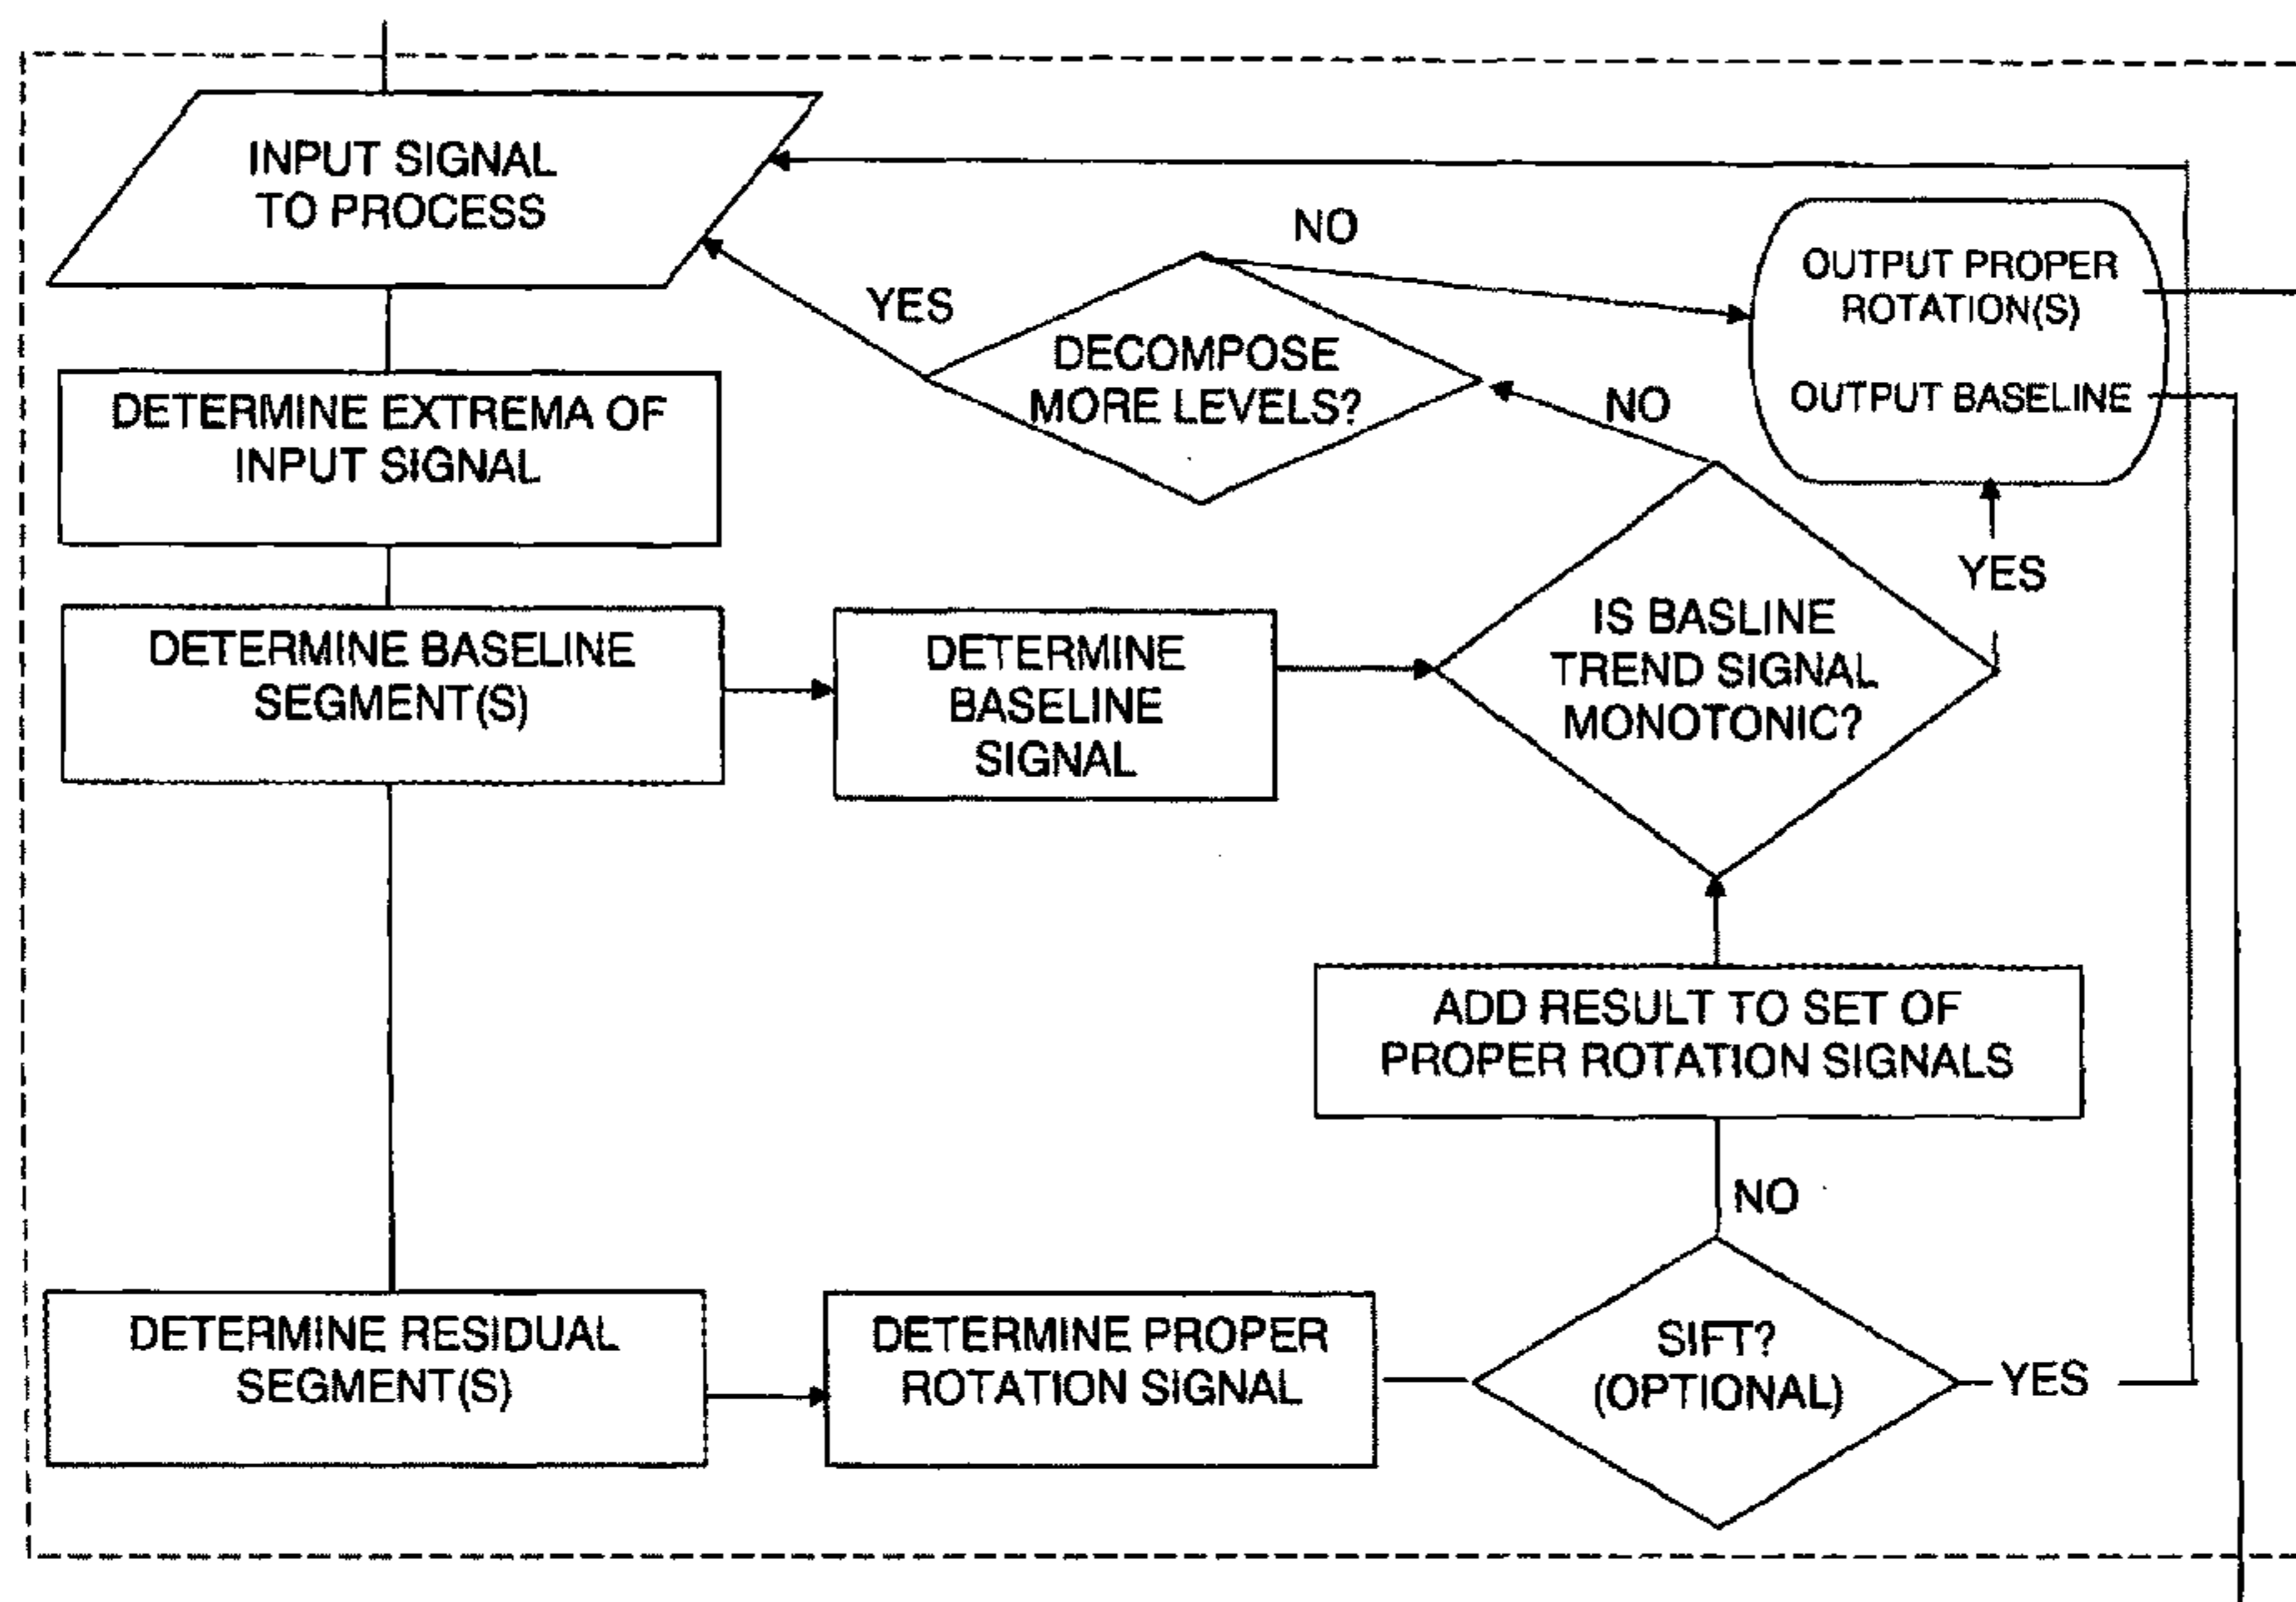 INPUT SIGNAL
TO PROCESS
NO
OUTPUT PROPER
ROTATION(S)
OUTPUT BASELINE
YES
DECOMPOSE
MORE LEVELS?
NO
DETERMINE EXTREMA OF
INPUT SIGNAL
YES
DETERMINE BASELINE
SEGMENT(S)
DETERMINE
BASELINE
SIGNAL
IS BASLINE
TREND SIGNAL
MONOTONIC?
ADD RESULT TO SET OF
PROPER ROTATION SIGNALS
NO
DETERMINE RESIDUAL
SEGMENT(S)
DETERMINE PROPER
ROTATION SIGNAL
SIFT?
(OPTIONAL)
YES